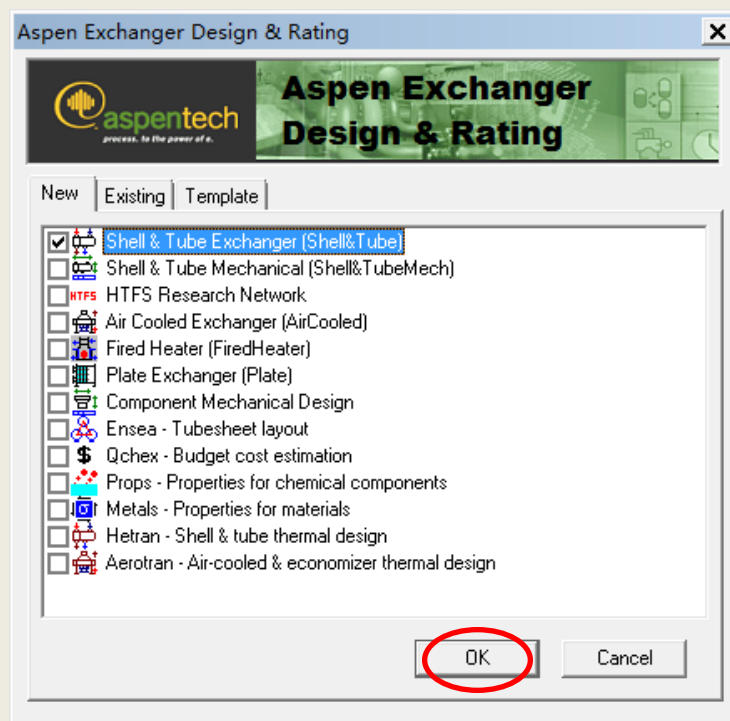 Aspen Exchanger Design & Rating
aspentech
process. to the power of e.
Aspen Exchanger
Design & Rating
New Existing Template
Shell & Tube Exchanger (Shell&Tube)
Shell & Tube Mechanical (Shell&TubeMech)
HTFS HTFS Research Network
Air Cooled Exchanger (AirCooled)
Fired Heater (FiredHeater)
Plate Exchanger (Plate)
Component Mechanical Design
Ensea - Tubesheet layout
$ Qchex - Budget cost estimation
Props - Properties for chemical components
Metals - Properties for materials
Hetran - Shell & tube thermal design
Aerotran - Air-cooled & economizer thermal design
OK Cancel